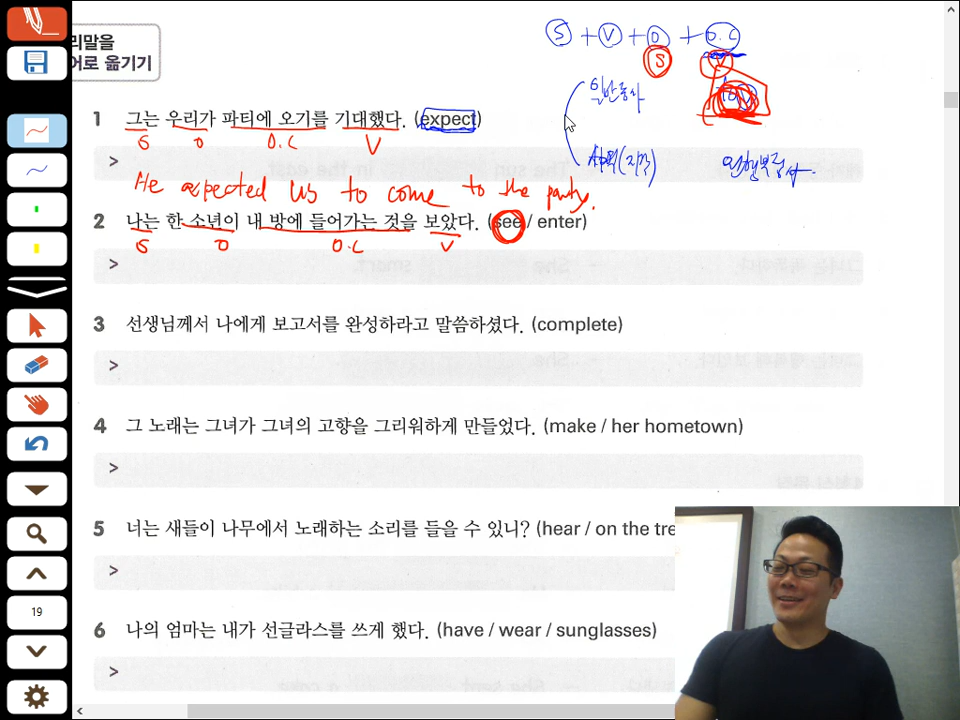 리말을
어로 옮기기
S + V + O + O.C
S V
일반동사 to V
사역(지각) 원형부정사.
1 그는 우리가 파티에 오기를 기대했다. (expect)
S O O.C V
>
He expected us to come to the party.
2 나는 한 소년이 내 방에 들어가는 것을 보았다. (see / enter)
S O O.C V
>
3 선생님께서 나에게 보고서를 완성하라고 말씀하셨다. (complete)
>
4 그 노래는 그녀가 그녀의 고향을 그리워하게 만들었다. (make / her hometown)
>
5 너는 새들이 나무에서 노래하는 소리를 들을 수 있니? (hear / on the tre
>
6 나의 엄마는 내가 선글라스를 쓰게 했다. (have / wear / sunglasses)
>
19